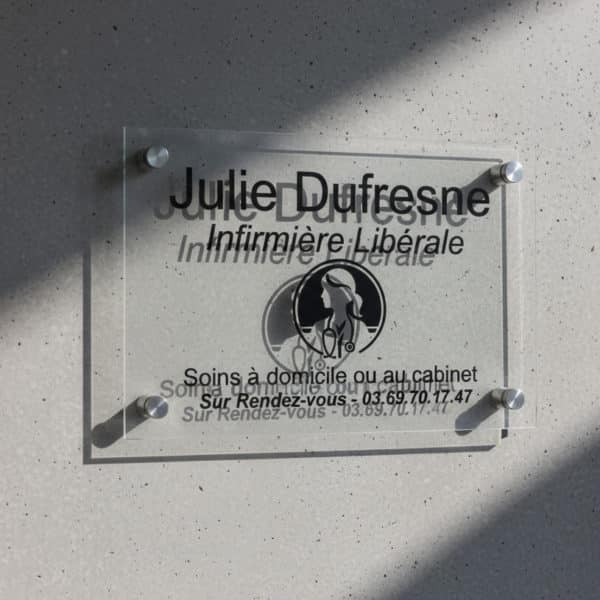 Julie Dufresne
Infirmière Libérale
Soins à domicile ou au cabinet
Sur Rendez-vous - 03.69.70.17.47